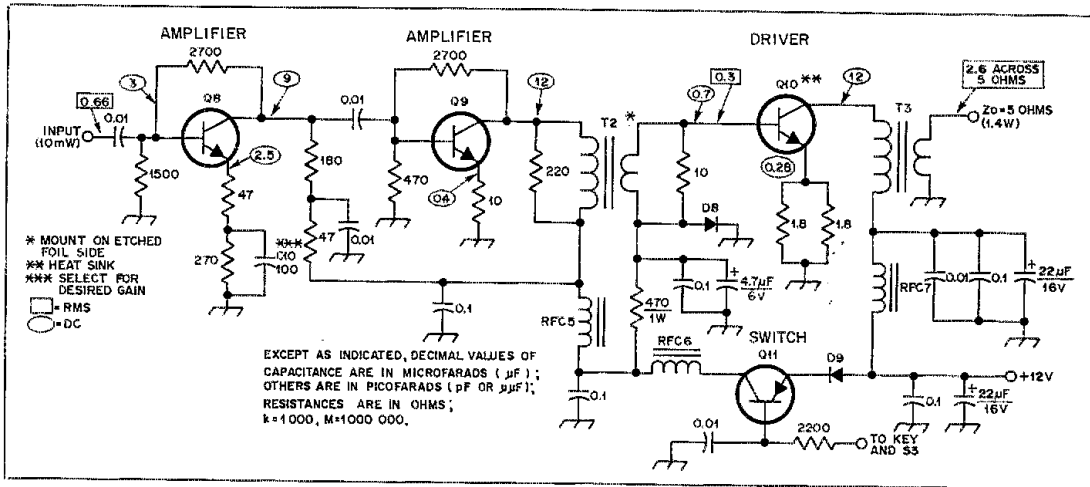 AMPLIFIER
AMPLIFIER
DRIVER
2700
2700
Q8
Q9
Q10 **
3
9
12
0.7
0.3
12
2.6 ACROSS
5 OHMS
0.66
INPUT
(10mW)
0.01
0.01
T2 *
T3
Zo=5 OHMS
(1.4W)
1500
2.5
180
470
04
220
10
0.28
47
10
D8
1.8
1.8
47
0.01
***
270
100
* MOUNT ON ETCHED
FOIL SIDE
** HEAT SINK
*** SELECT FOR
DESIRED GAIN
= RMS
= DC
0.1
RFC5
470
1W
0.1
4.7µF
6V
RFC7
0.01
0.1
22µF
16V
EXCEPT AS INDICATED, DECIMAL VALUES OF
CAPACITANCE ARE IN MICROFARADS ( µF ) ;
OTHERS ARE IN PICOFARADS ( pF OR µµF ) ;
RESISTANCES ARE IN OHMS ;
k=1000, M=1000 000.
RFC6
SWITCH
Q11
D9
+12V
0.1
0.1
22µF
16V
0.01
2200
TO KEY
AND S3